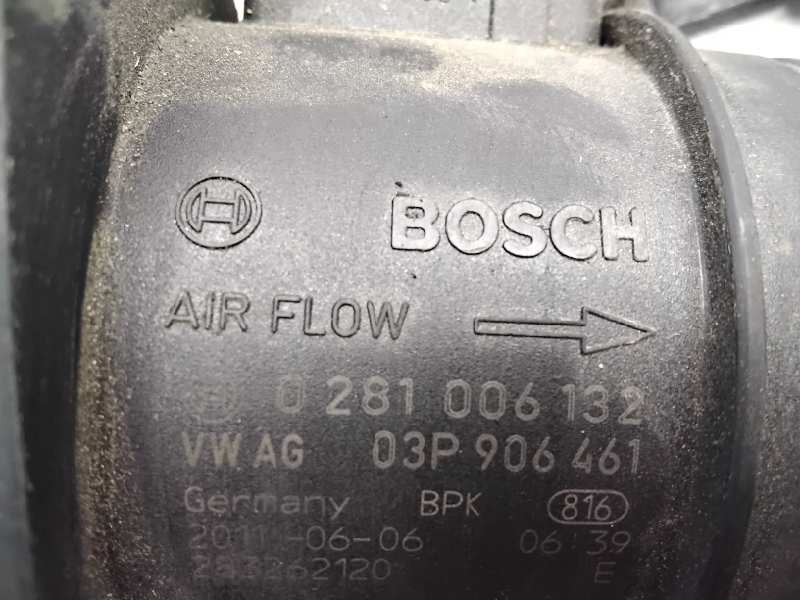 BOSCH
AIR FLOW
0 281 006 132
VW AG 03P 906 461
Germany BPK 816
2011-06-06 06:39
283262120 E